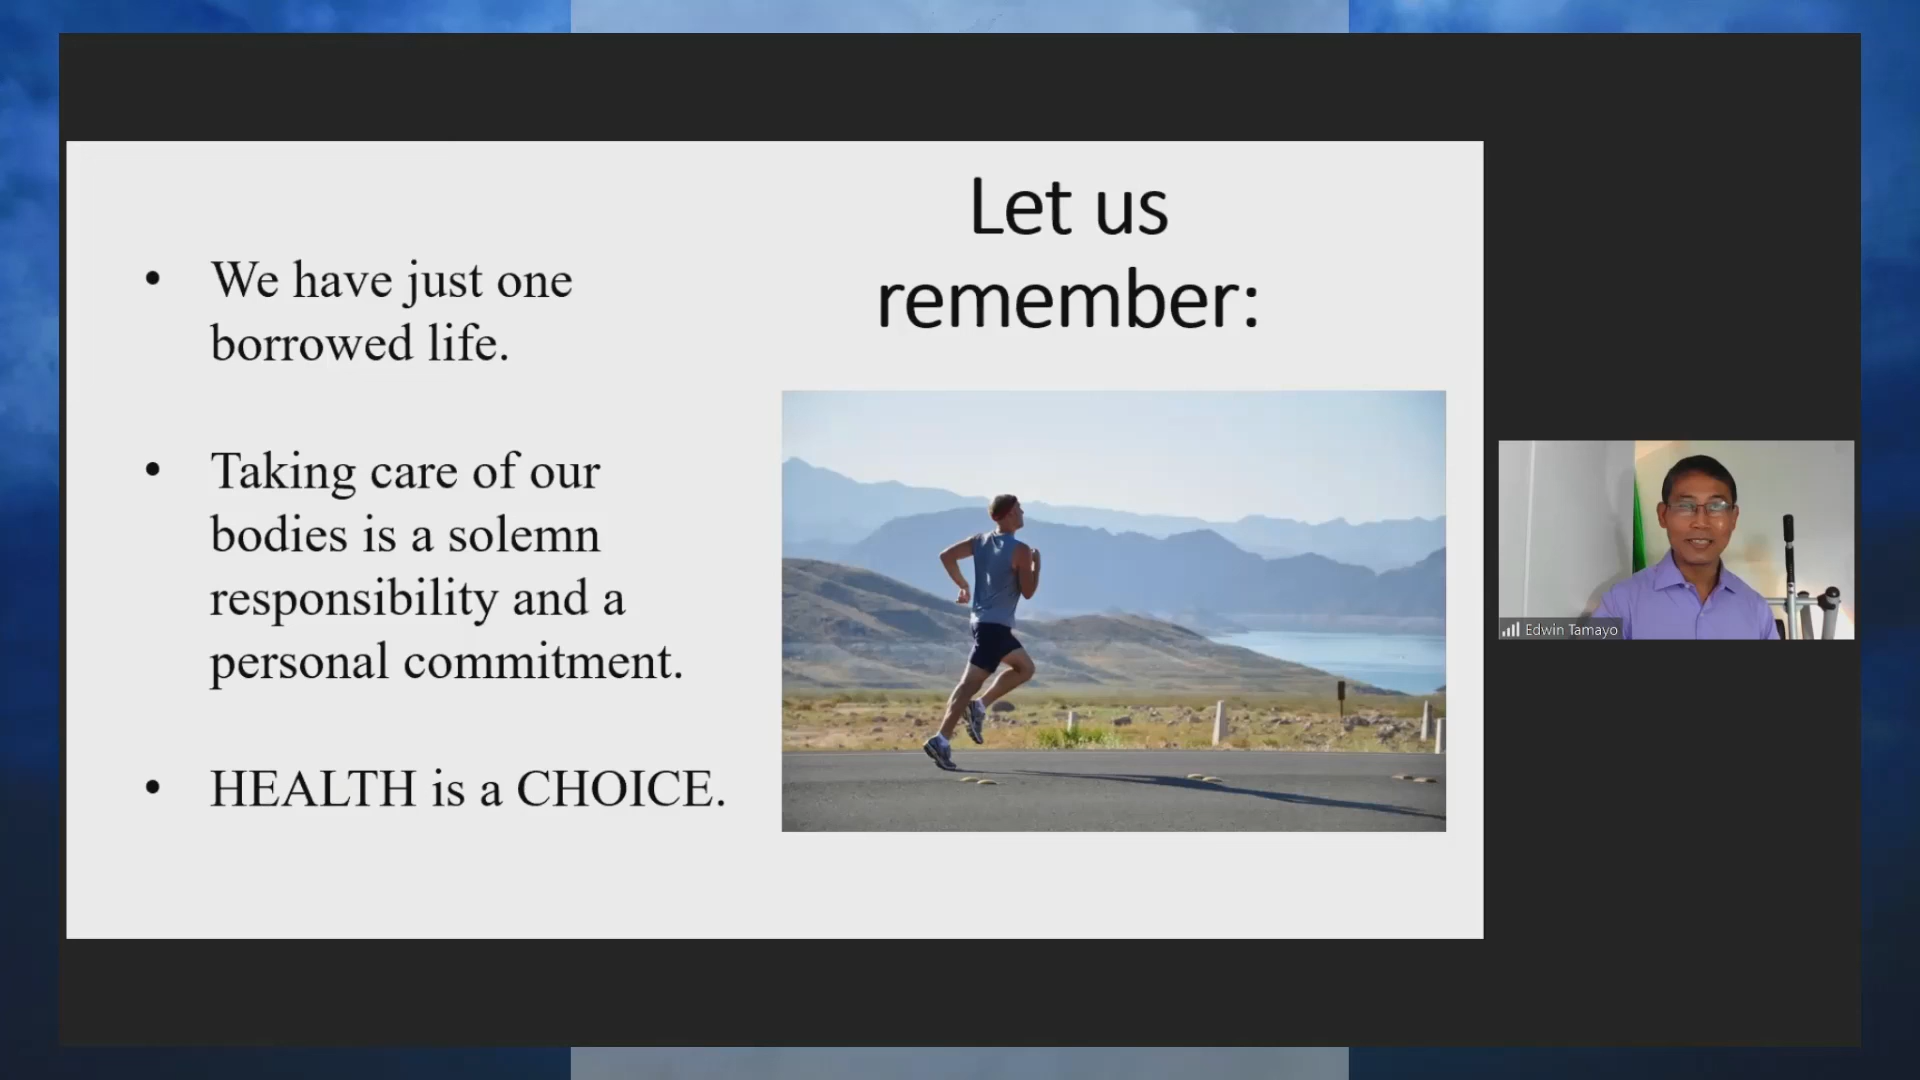 Let us
remember:
• We have just one
borrowed life.
• Taking care of our
bodies is a solemn
responsibility and a
personal commitment.
• HEALTH is a CHOICE.
Edwin Tamayo